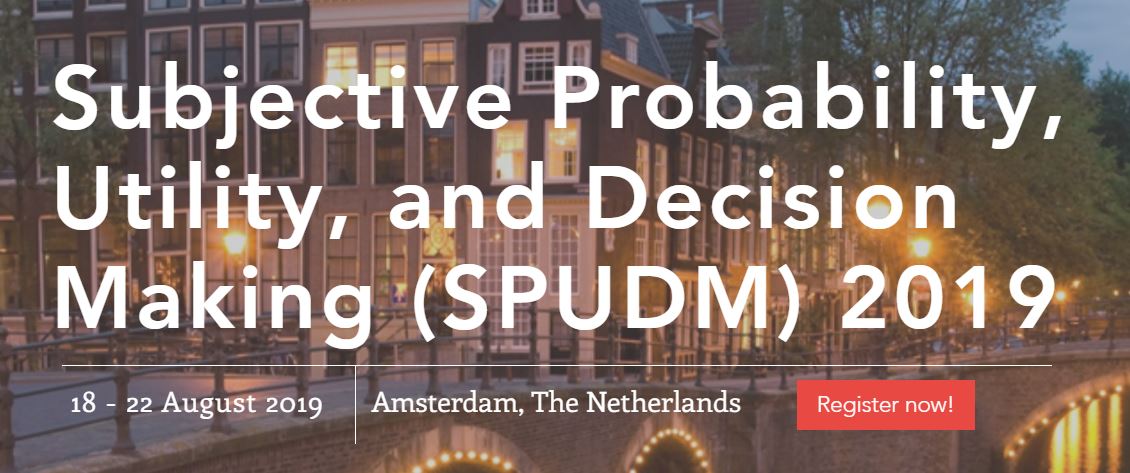 Subjective Probability,
Utility, and Decision
Making (SPUDM) 2019
18 - 22 August 2019
Amsterdam, The Netherlands
Register now!